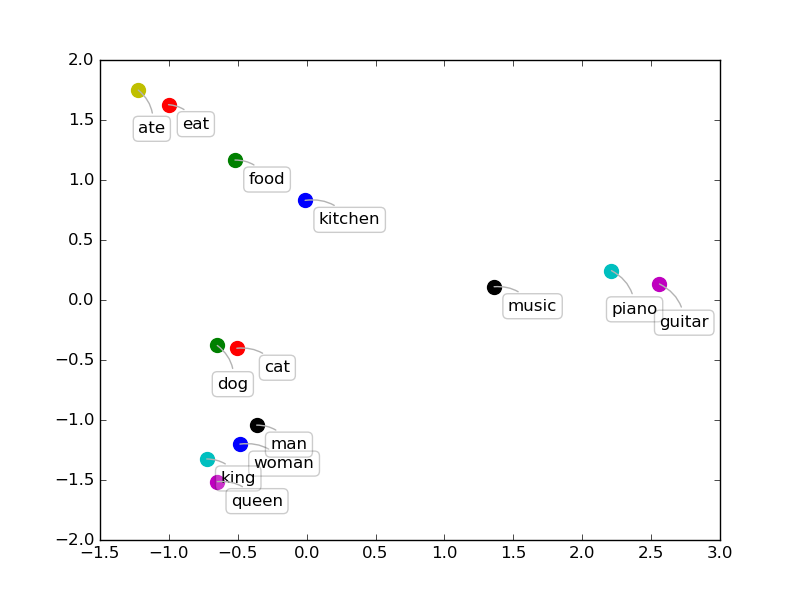 2.0
1.5
1.0
0.5
0.0
−0.5
−1.0
−1.5
−2.0
ate
eat
food
kitchen
music
piano
guitar
cat
dog
man
woman
king
queen
−1.5 −1.0 −0.5 0.0 0.5 1.0 1.5 2.0 2.5 3.0